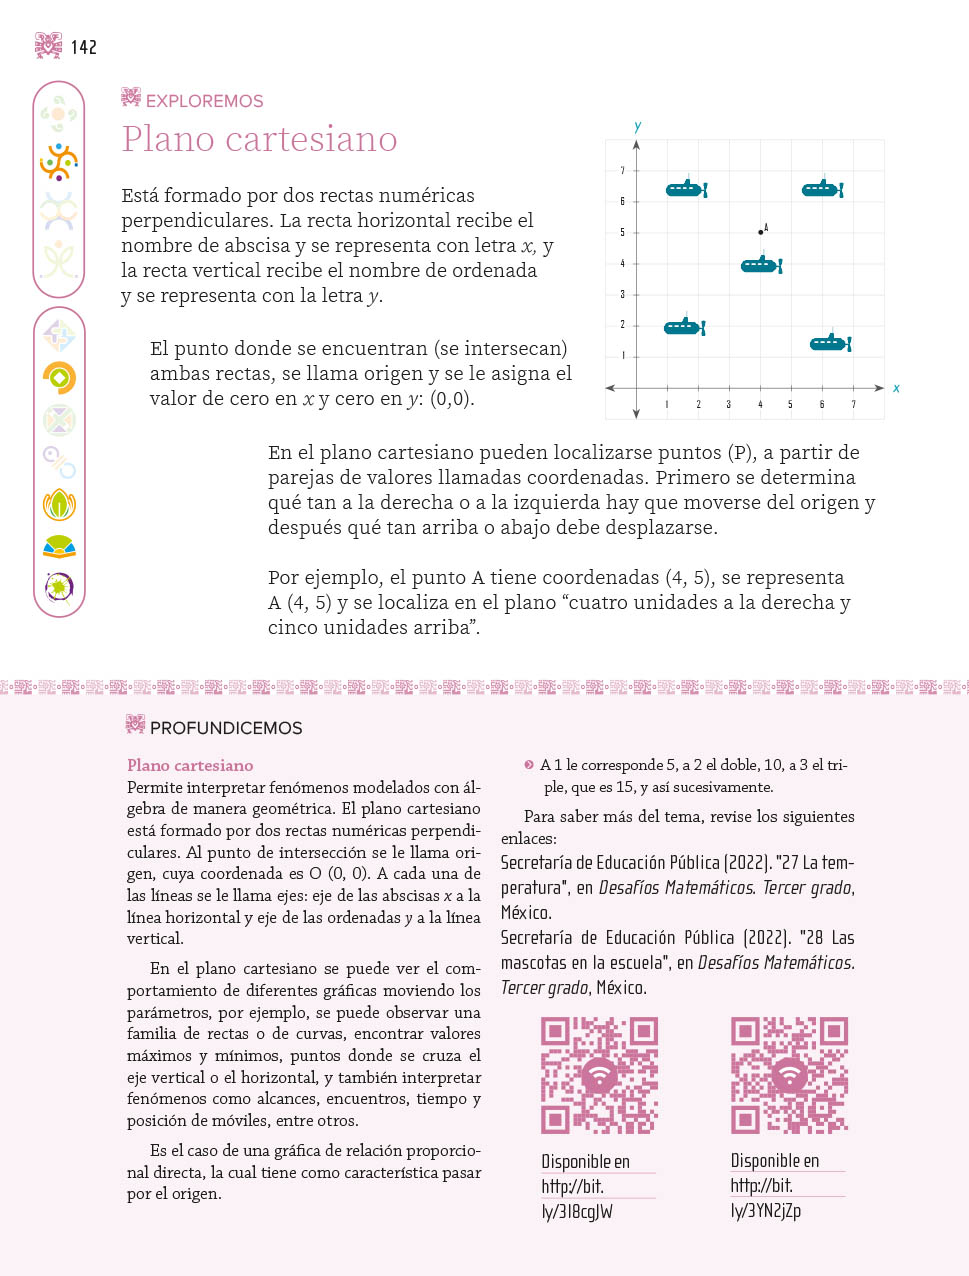 142
EXPLOREMOS
Plano cartesiano
Está formado por dos rectas numéricas
perpendiculares. La recta horizontal recibe el
nombre de abscisa y se representa con letra x, y
la recta vertical recibe el nombre de ordenada
y se representa con la letra y.
El punto donde se encuentran (se intersecan)
ambas rectas, se llama origen y se le asigna el
valor de cero en x y cero en y: (0,0).
y
7
6
5
A
4
3
2
1
x
1 2 3 4 5 6 7
En el plano cartesiano pueden localizarse puntos (P), a partir de
parejas de valores llamadas coordenadas. Primero se determina
qué tan a la derecha o a la izquierda hay que moverse del origen y
después qué tan arriba o abajo debe desplazarse.
Por ejemplo, el punto A tiene coordenadas (4, 5), se representa
A (4, 5) y se localiza en el plano “cuatro unidades a la derecha y
cinco unidades arriba”.
PROFUNDICEMOS
Plano cartesiano
Permite interpretar fenómenos modelados con ál-
gebra de manera geométrica. El plano cartesiano
está formado por dos rectas numéricas perpendi-
culares. Al punto de intersección se le llama ori-
gen, cuya coordenada es O (0, 0). A cada una de
las líneas se le llama ejes: eje de las abscisas x a la
línea horizontal y eje de las ordenadas y a la línea
vertical.
En el plano cartesiano se puede ver el com-
portamiento de diferentes gráficas moviendo los
parámetros, por ejemplo, se puede observar una
familia de rectas o de curvas, encontrar valores
máximos y mínimos, puntos donde se cruza el
eje vertical o el horizontal, y también interpretar
fenómenos como alcances, encuentros, tiempo y
posición de móviles, entre otros.
Es el caso de una gráfica de relación proporcio-
nal directa, la cual tiene como característica pasar
por el origen.
A 1 le corresponde 5, a 2 el doble, 10, a 3 el tri-
ple, que es 15, y así sucesivamente.
Para saber más del tema, revise los siguientes
enlaces:
Secretaría de Educación Pública (2022). "27 La tem-
peratura", en Desafíos Matemáticos. Tercer grado,
México.
Secretaría de Educación Pública (2022). "28 Las
mascotas en la escuela", en Desafíos Matemáticos.
Tercer grado, México.
Disponible en
http://bit.
ly/3I8cgJW
Disponible en
http://bit.
ly/3YN2jZp